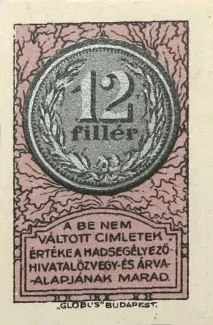 12
fillér
A BE NEM
VÁLTOTT CIMLETEK
ÉRTÉKE A HADSEGÉLYEZŐ
HIVATAL ÖZVEGY-ÉS ÁRVA-
-ALAPJÁNAK MARAD.
„GLOBUS" BUDAPEST.